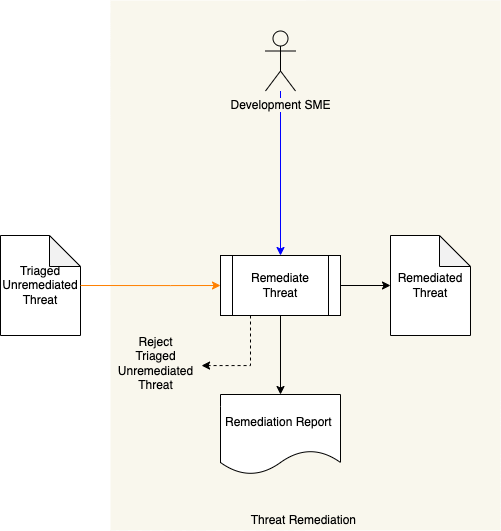 Development SME
Triaged
Unremediated
Threat
Remediate
Threat
Remediated
Threat
Reject
Triaged
Unremediated
Threat
Remediation Report
Threat Remediation